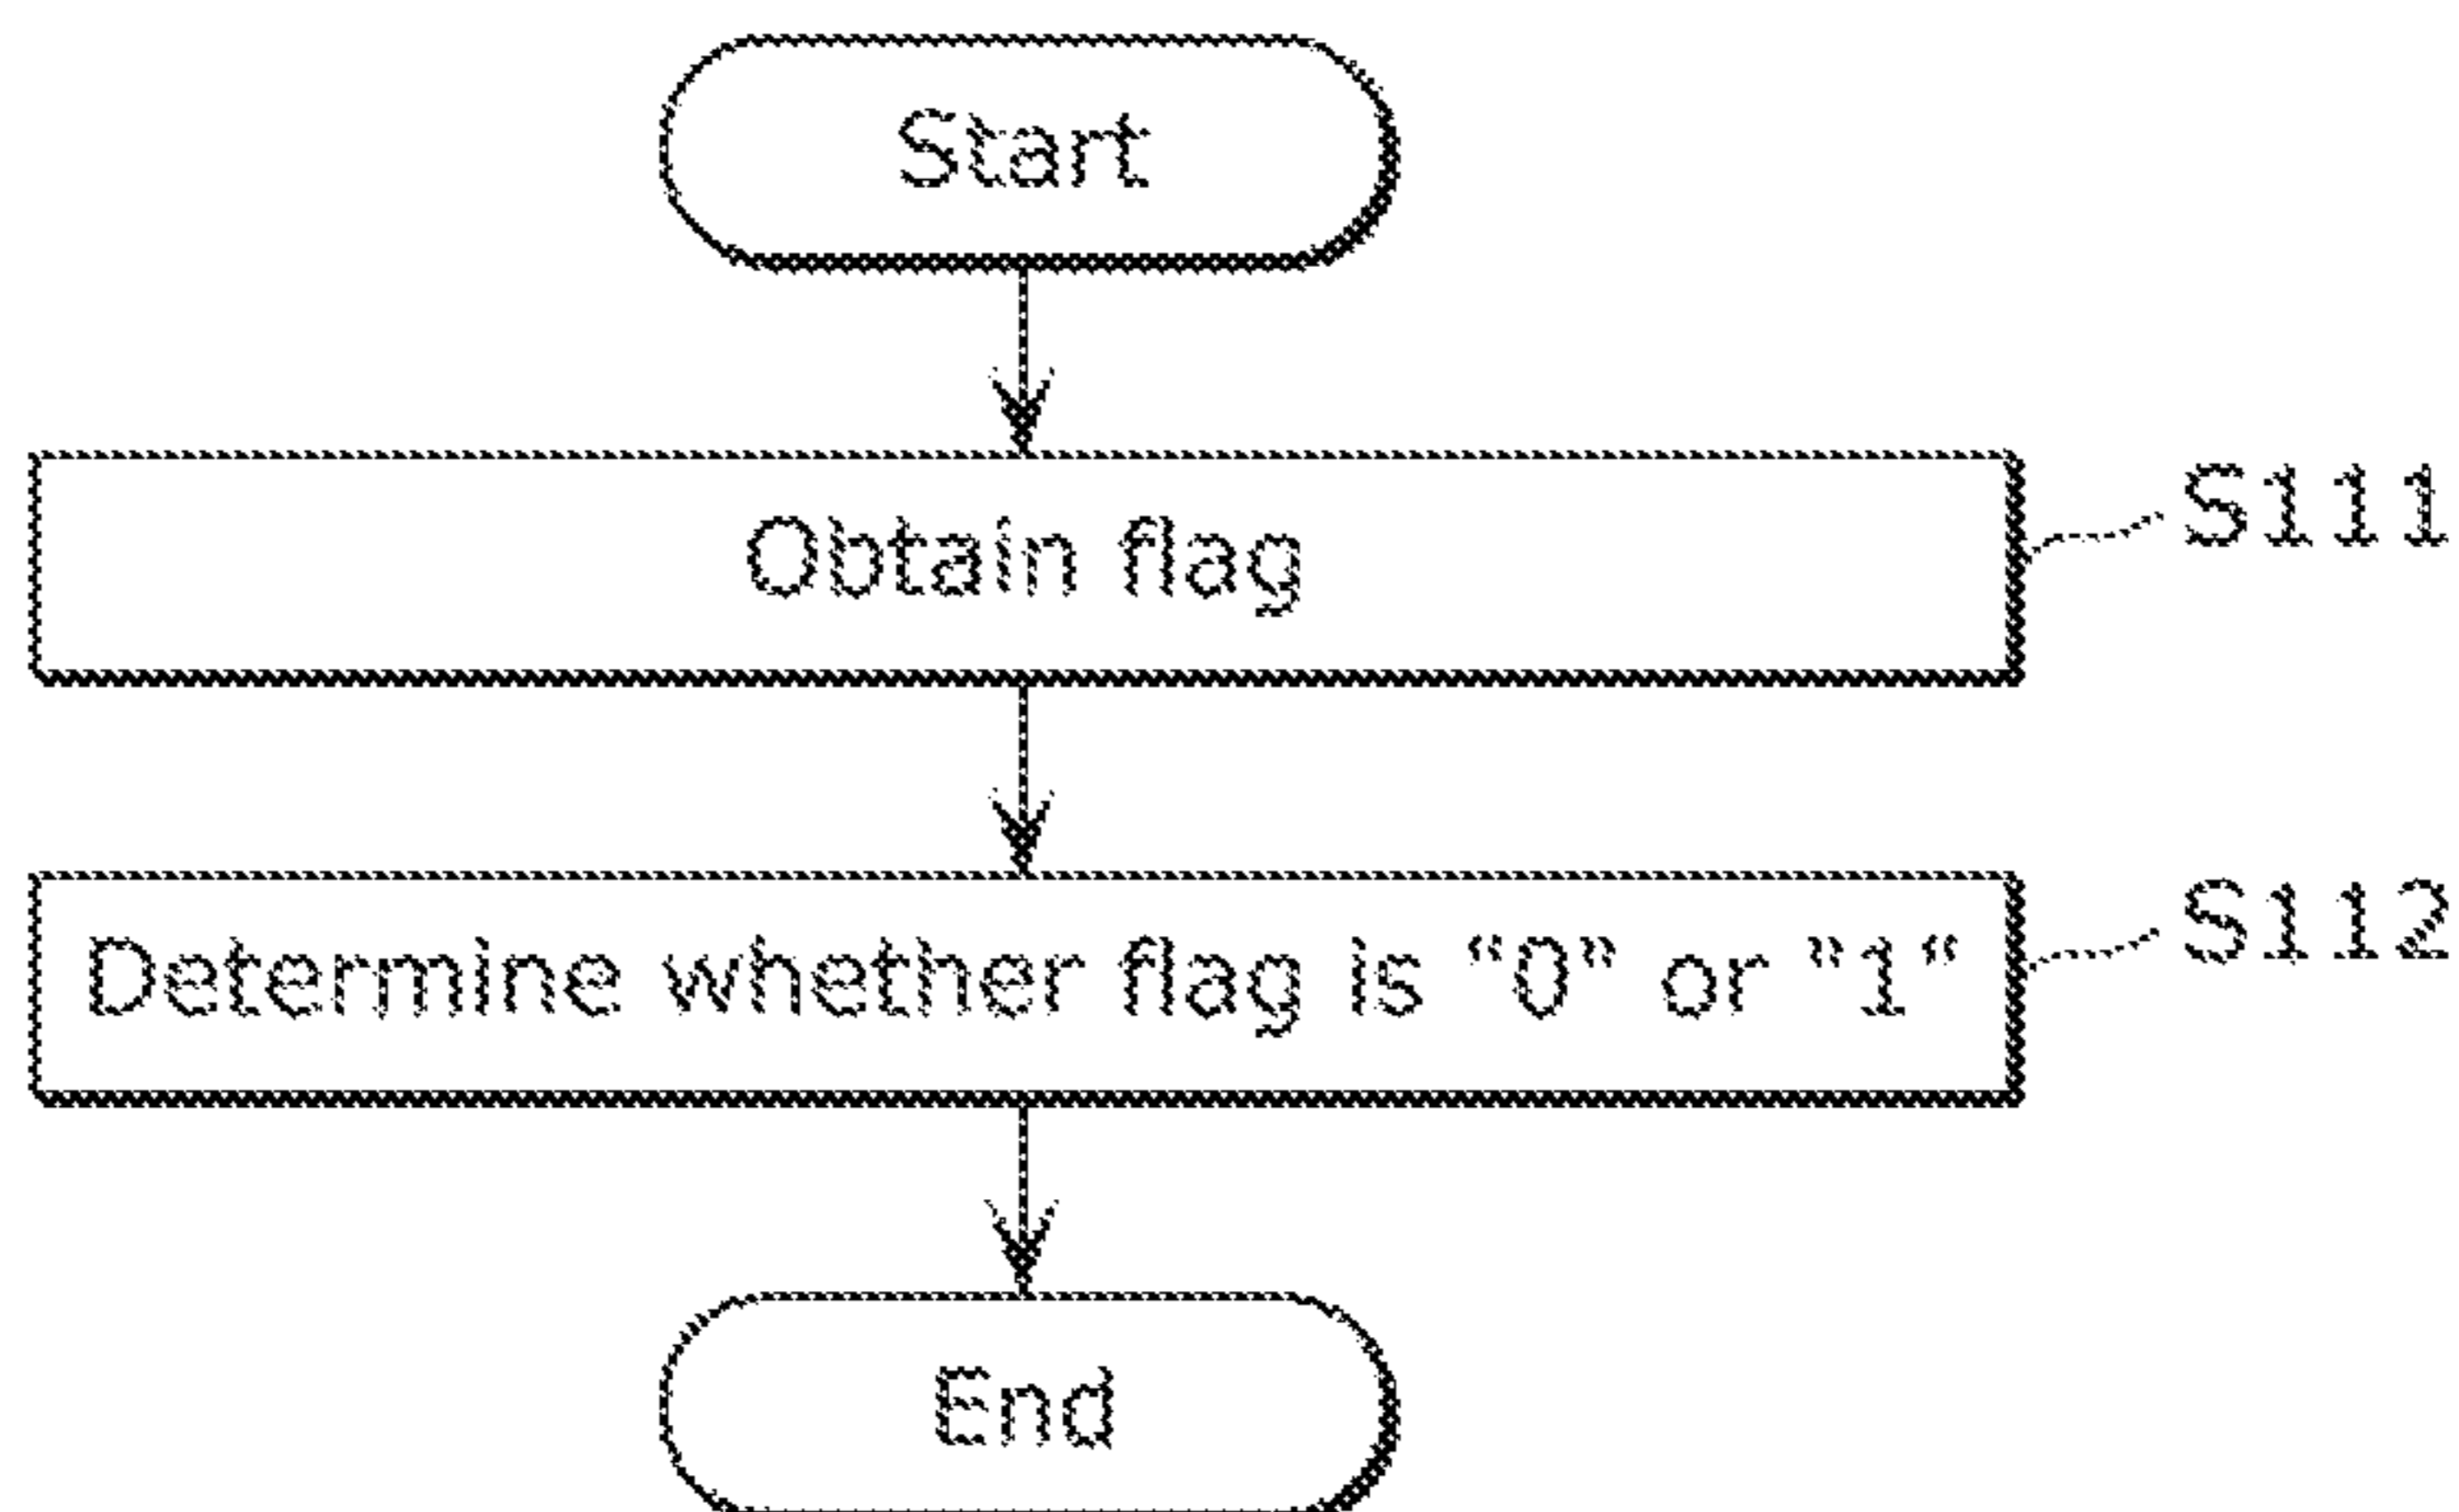 Start
Obtain flag
S111
Determine whether flag is “0” or ”1“
S112
End